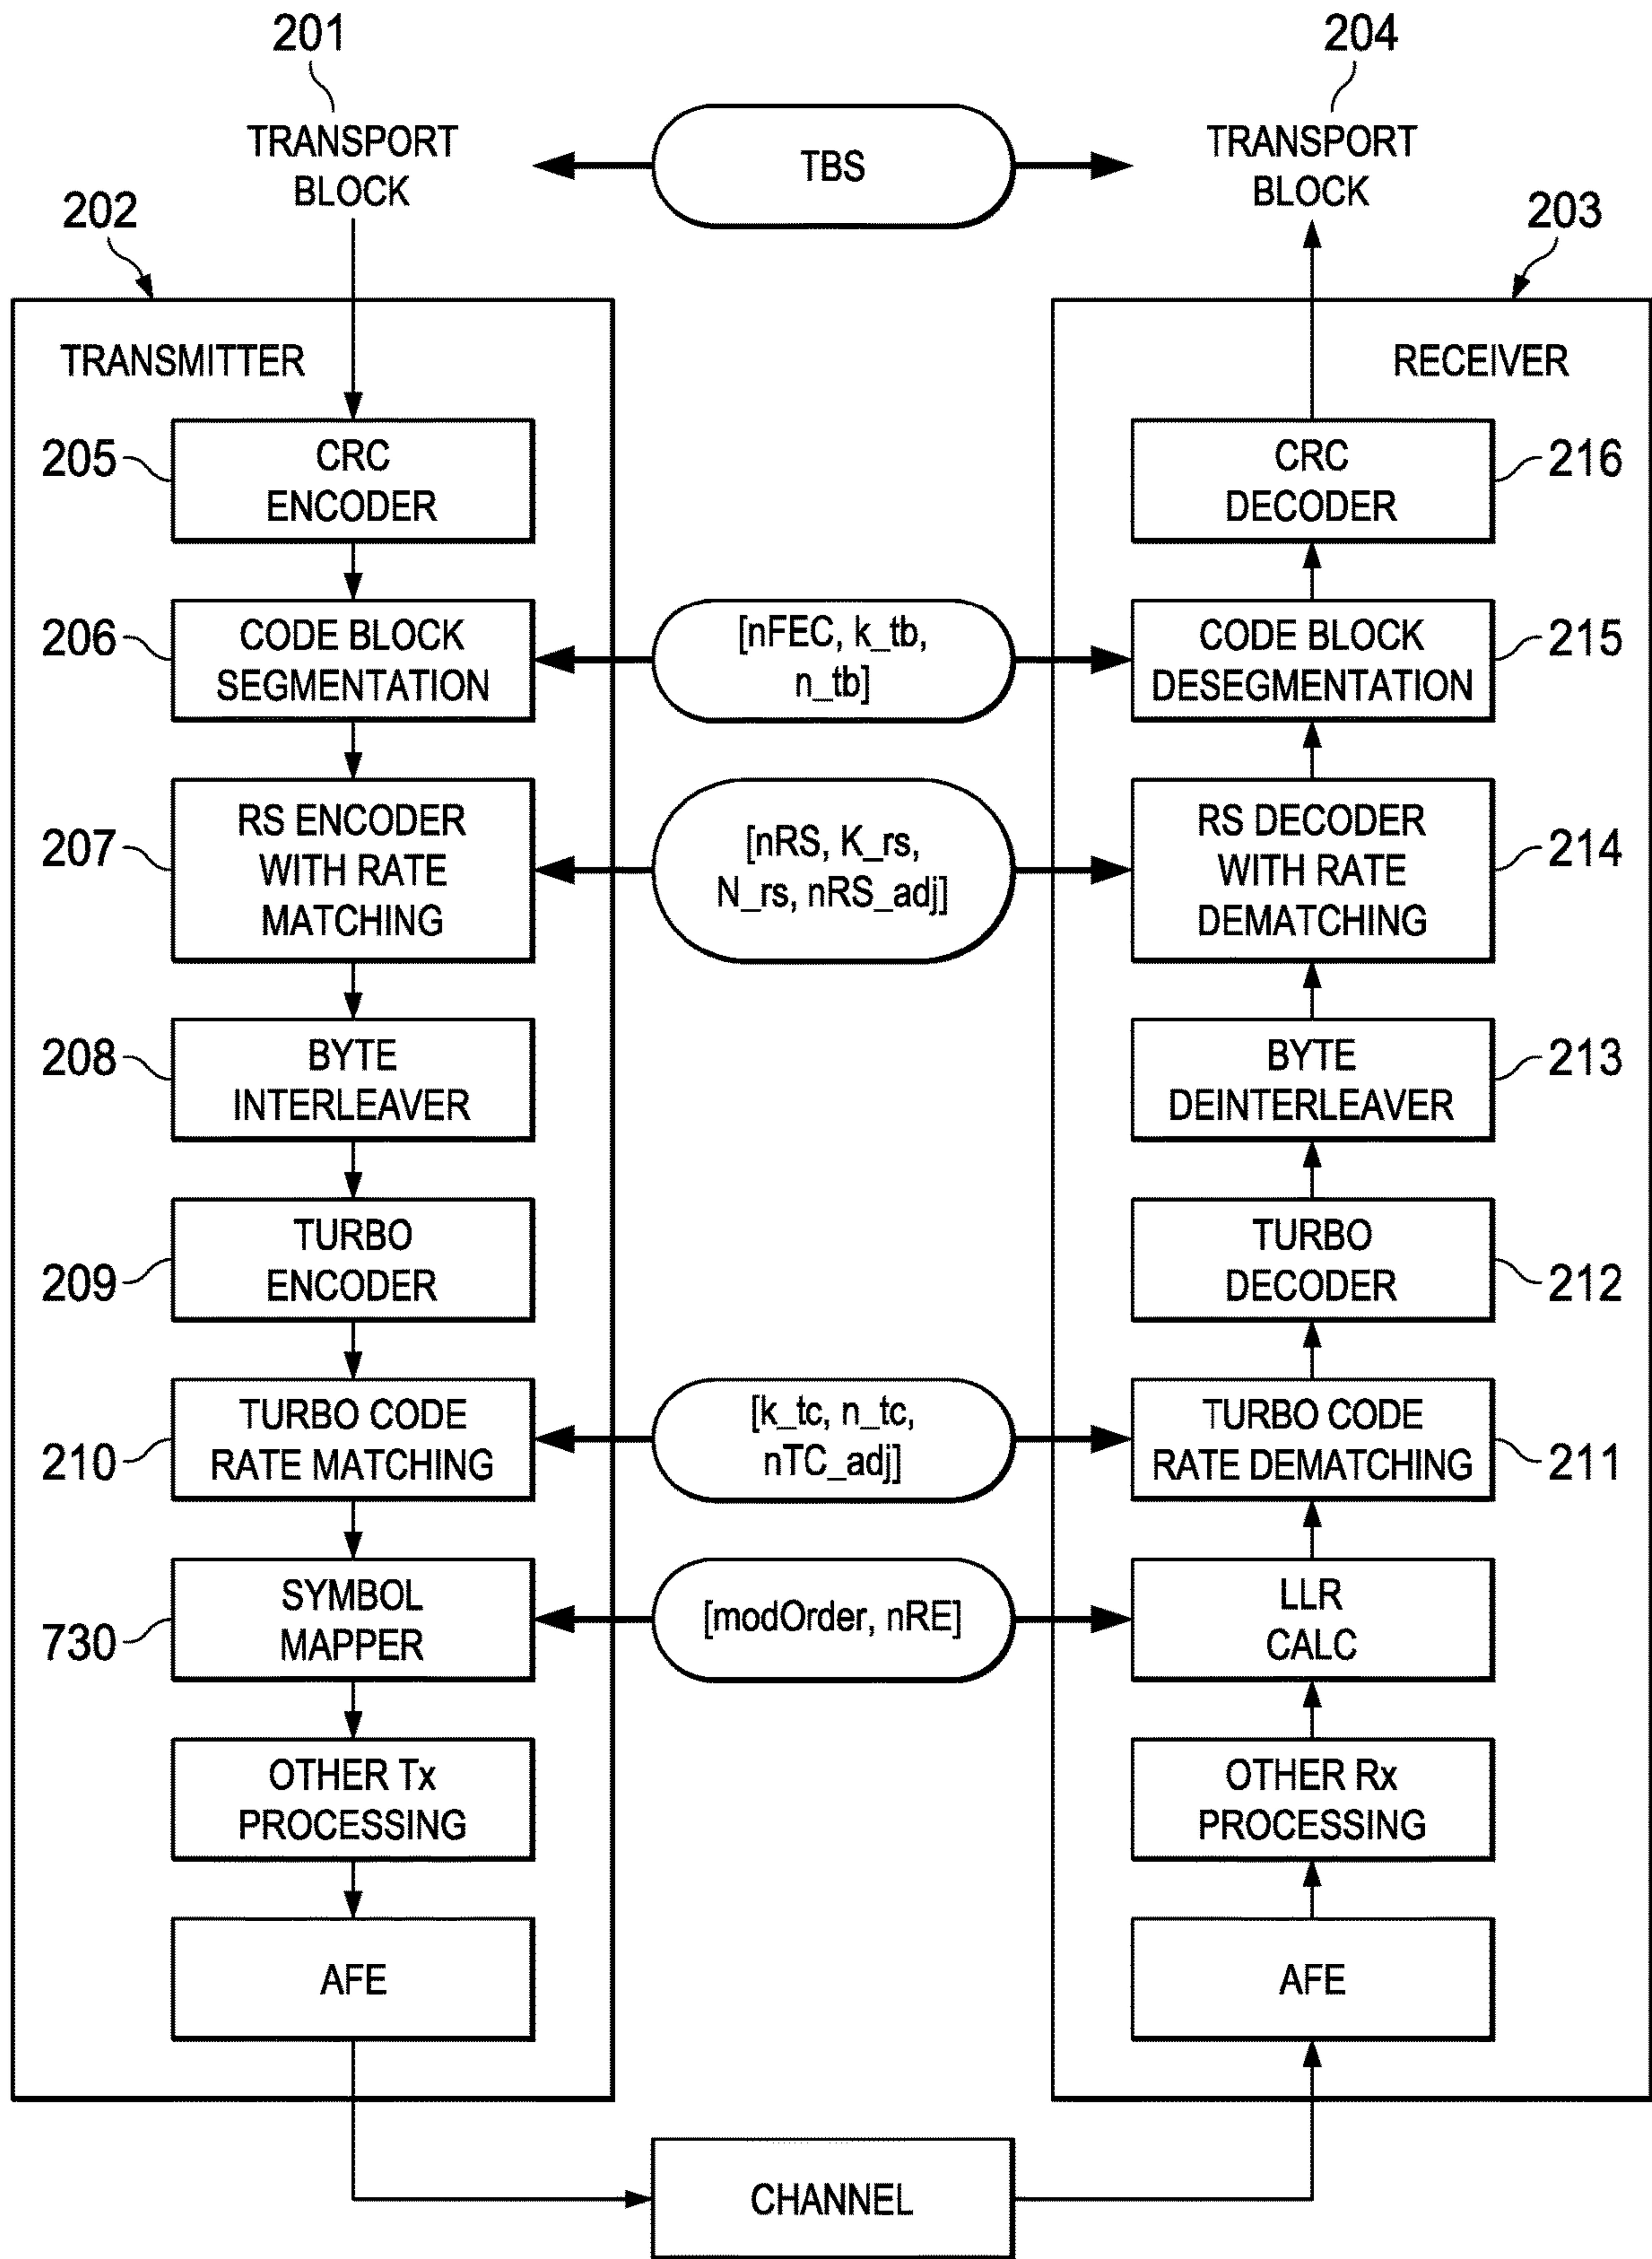 201
204
TRANSPORT
BLOCK
TBS
TRANSPORT
BLOCK
202
203
TRANSMITTER
RECEIVER
205
CRC
ENCODER
CRC
DECODER
216
206
CODE BLOCK
SEGMENTATION
[nFEC, k_tb,
n_tb]
CODE BLOCK
DESEGMENTATION
215
207
RS ENCODER
WITH RATE
MATCHING
[nRS, K_rs,
N_rs, nRS_adj]
RS DECODER
WITH RATE
DEMATCHING
214
208
BYTE
INTERLEAVER
BYTE
DEINTERLEAVER
213
209
TURBO
ENCODER
TURBO
DECODER
212
210
TURBO CODE
RATE MATCHING
[k_tc, n_tc,
nTC_adj]
TURBO CODE
RATE DEMATCHING
211
730
SYMBOL
MAPPER
[modOrder, nRE]
LLR
CALC
OTHER Tx
PROCESSING
OTHER Rx
PROCESSING
AFE
AFE
CHANNEL